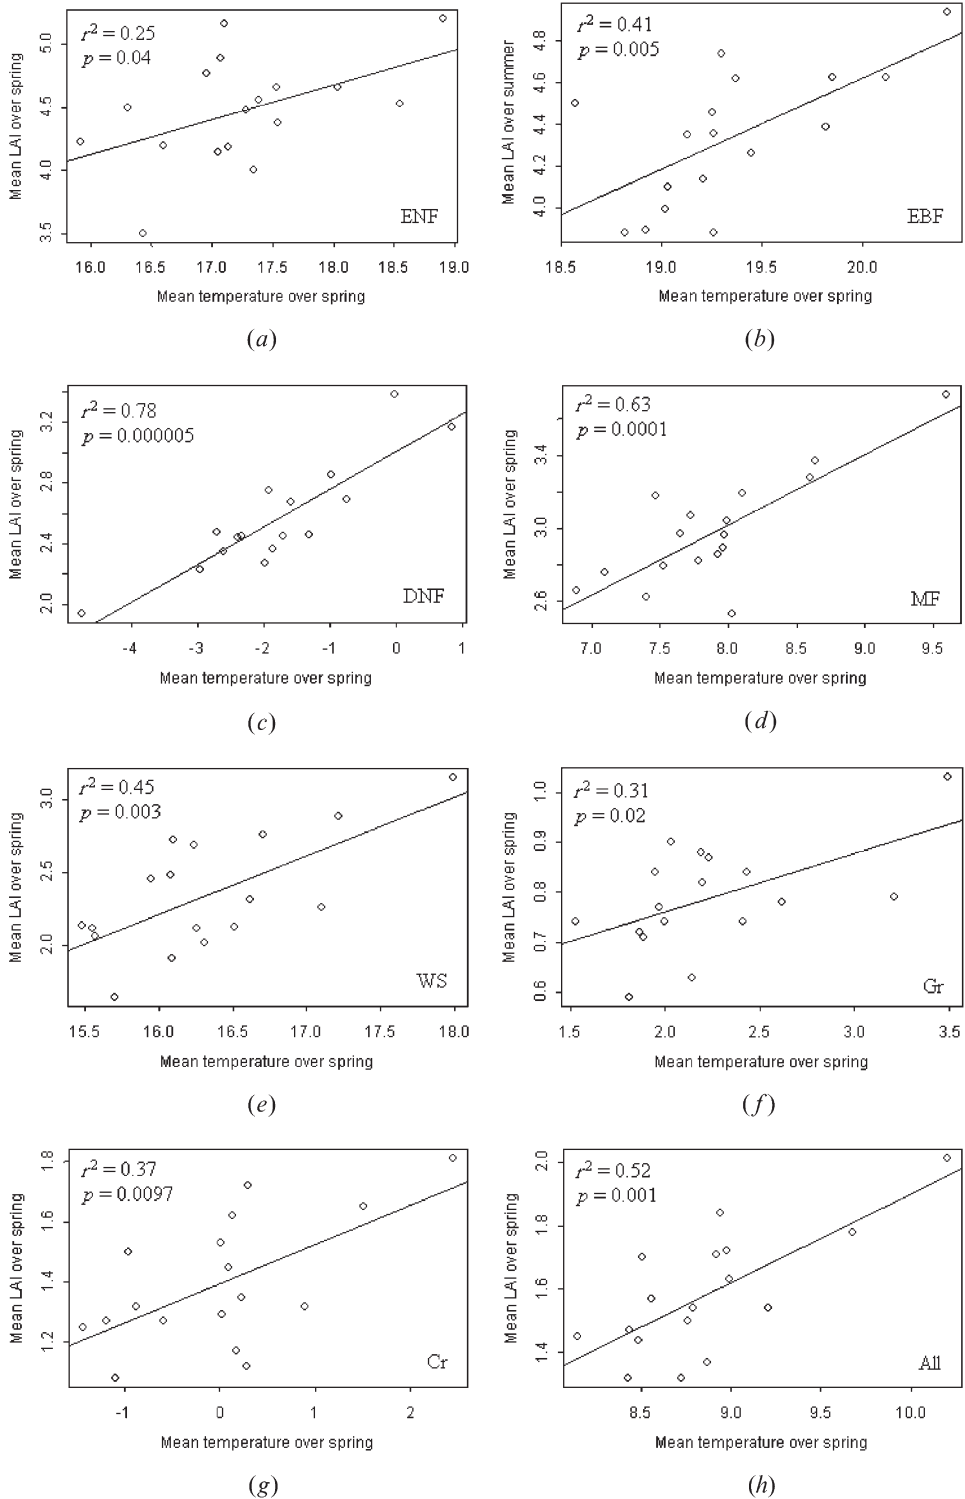 r² = 0.25
p = 0.04
Mean LAI over spring
3.5 4.0 4.5 5.0
ENF
16.0 16.5 17.0 17.5 18.0 18.5 19.0
Mean temperature over spring
(a)
r² = 0.41
p = 0.005
Mean LAI over summer
4.0 4.2 4.4 4.6 4.8
EBF
18.5 19.0 19.5 20.0
Mean temperature over spring
(b)
r² = 0.78
p = 0.000005
Mean LAI over spring
2.0 2.4 2.8 3.2
DNF
-4 -3 -2 -1 0 1
Mean temperature over spring
(c)
r² = 0.63
p = 0.0001
Mean LAI over spring
2.6 3.0 3.4
MF
7.0 7.5 8.0 8.5 9.0 9.5
Mean temperature over spring
(d)
r² = 0.45
p = 0.003
Mean LAI over spring
2.0 2.5 3.0
WS
15.5 16.0 16.5 17.0 17.5 18.0
Mean temperature over spring
(e)
r² = 0.31
p = 0.02
Mean LAI over spring
0.6 0.7 0.8 0.9 1.0
Gr
1.5 2.0 2.5 3.0 3.5
Mean temperature over spring
(f)
r² = 0.37
p = 0.0097
Mean LAI over spring
1.2 1.4 1.6 1.8
Cr
-1 0 1 2
Mean temperature over spring
(g)
r² = 0.52
p = 0.001
Mean LAI over spring
1.4 1.6 1.8 2.0
All
8.5 9.0 9.5 10.0
Mean temperature over spring
(h)